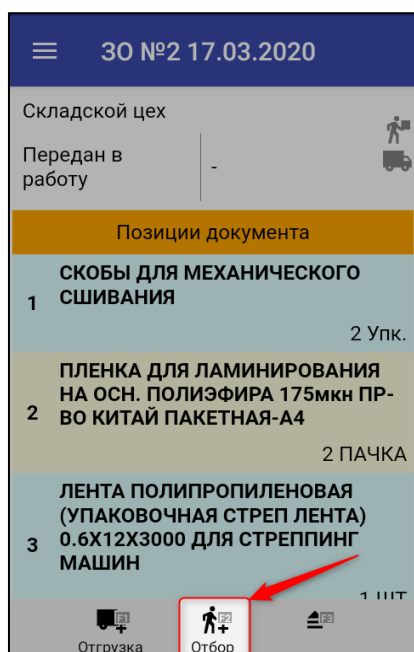 ЗО №2 17.03.2020
Складской цех
Передан в
работу
-
Позиции документа
СКОБЫ ДЛЯ МЕХАНИЧЕСКОГО
1 СШИВАНИЯ
2 Упк.
ПЛЕНКА ДЛЯ ЛАМИНИРОВАНИЯ
НА ОСН. ПОЛИЭФИРА 175мкн ПР-
2 ВО КИТАЙ ПАКЕТНАЯ-А4
2 ПАЧКА
ЛЕНТА ПОЛИПРОПИЛЕНОВАЯ
(УПАКОВОЧНАЯ СТРЕП ЛЕНТА)
3 0.6Х12Х3000 ДЛЯ СТРЕППИНГ
МАШИН
1 ШТ
F1 F2 F3
Отгрузка Отбор